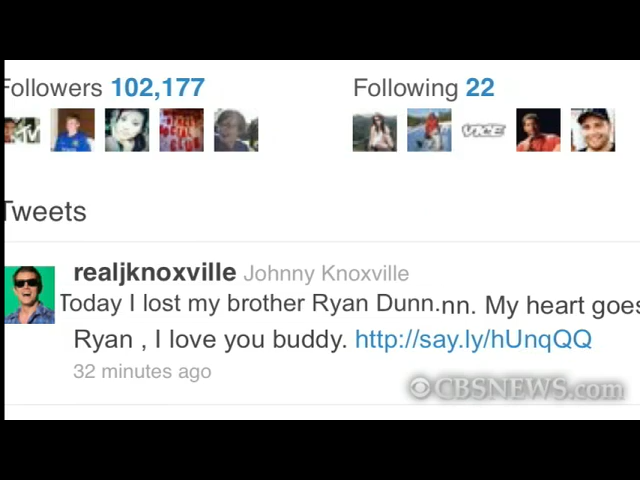 Followers 102,177
Following 22
VICE
Tweets
realjknoxville Johnny Knoxville
Today I lost my brother Ryan Dunn.nn. My heart goes
Ryan , I love you buddy. http://say.ly/hUnqQQ
32 minutes ago
CBSNEWS.com